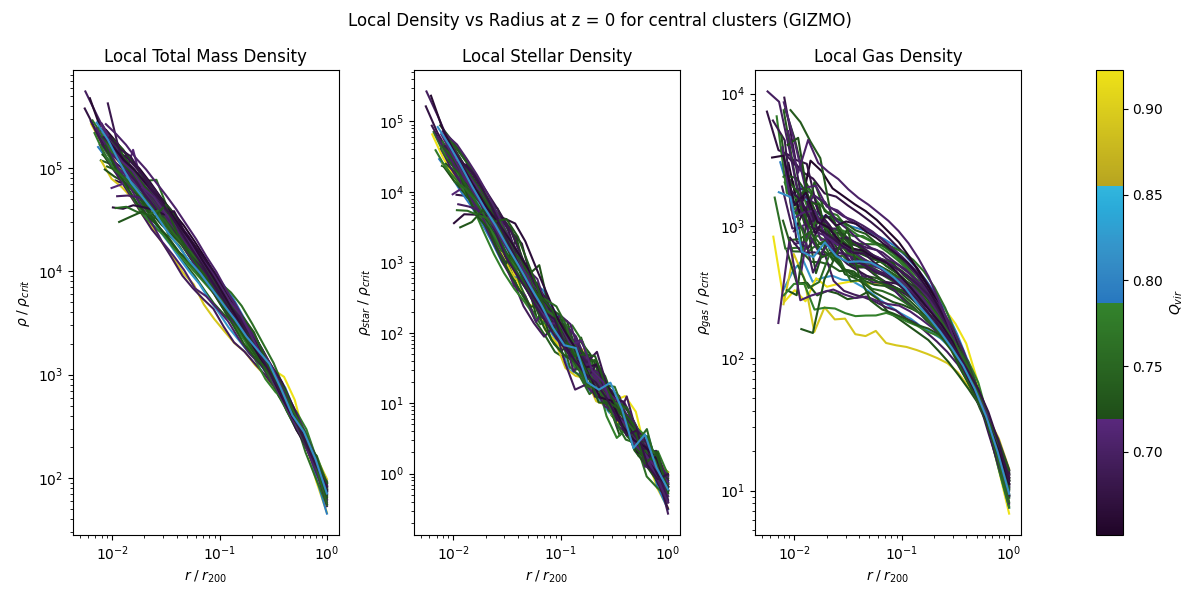 Local Density vs Radius at z = 0 for central clusters (GIZMO)
Local Total Mass Density
Local Stellar Density
Local Gas Density
ρ / ρ_crit
10^5
10^4
10^3
10^2
10^-2
10^-1
10^0
r / r_200
ρ_star / ρ_crit
10^5
10^4
10^3
10^2
10^1
10^0
10^-2
10^-1
10^0
r / r_200
ρ_gas / ρ_crit
10^4
10^3
10^2
10^1
10^-2
10^-1
10^0
r / r_200
0.90
0.85
0.80
0.75
0.70
Q_vir